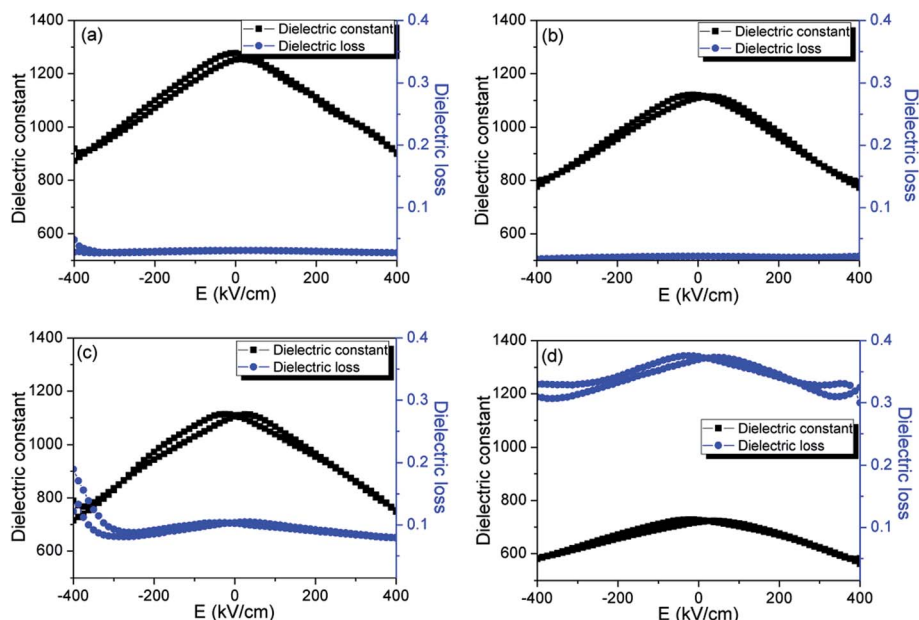 (a)
Dielectric constant
Dielectric loss
1400
1200
1000
800
600
Dielectric constant
0.4
0.3
0.2
0.1
Dielectric loss
-400 -200 0 200 400
E (kV/cm)
(b)
Dielectric constant
Dielectric loss
1400
1200
1000
800
600
Dielectric constant
0.4
0.3
0.2
0.1
Dielectric loss
-400 -200 0 200 400
E (kV/cm)
(c)
Dielectric constant
Dielectric loss
1400
1200
1000
800
600
Dielectric constant
0.4
0.3
0.2
0.1
Dielectric loss
-400 -200 0 200 400
E (kV/cm)
(d)
Dielectric constant
Dielectric loss
1400
1200
1000
800
600
Dielectric constant
0.4
0.3
0.2
0.1
Dielectric loss
-400 -200 0 200 400
E (kV/cm)